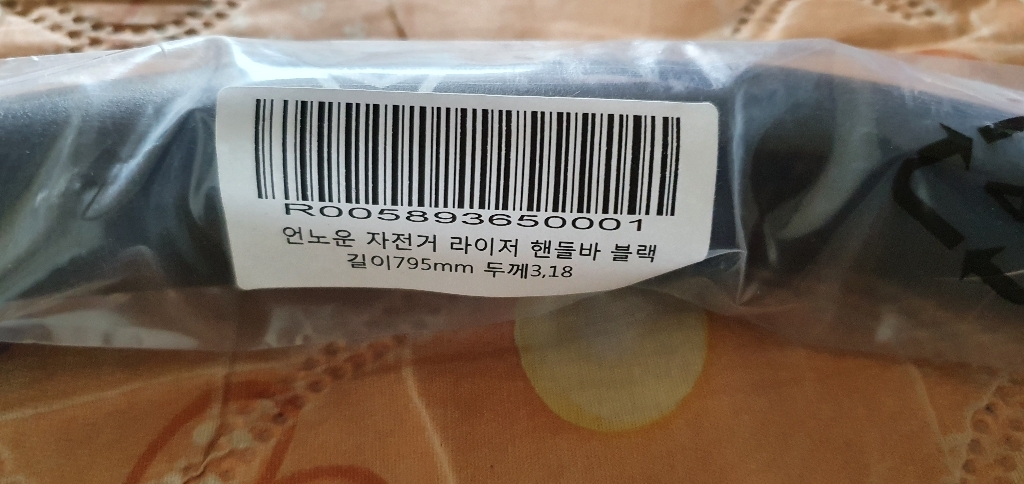 R005893650001
언노운 자전거 라이저 핸들바 블랙
길이795mm 두께3,18